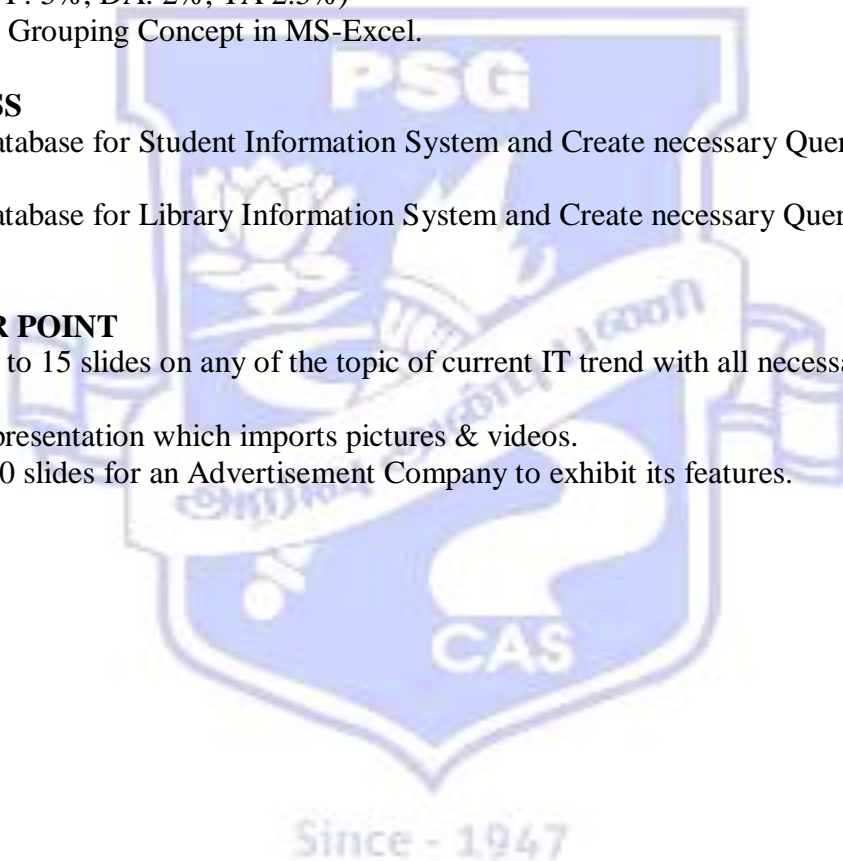 5%, DA: 2%, TA 2.5%)
Grouping Concept in MS-Excel.
PSG
SS
atabase for Student Information System and Create necessary Quer
atabase for Library Information System and Create necessary Quer
R POINT
to 15 slides on any of the topic of current IT trend with all necessa
presentation which imports pictures & videos.
0 slides for an Advertisement Company to exhibit its features.
CAS
Since - 1947